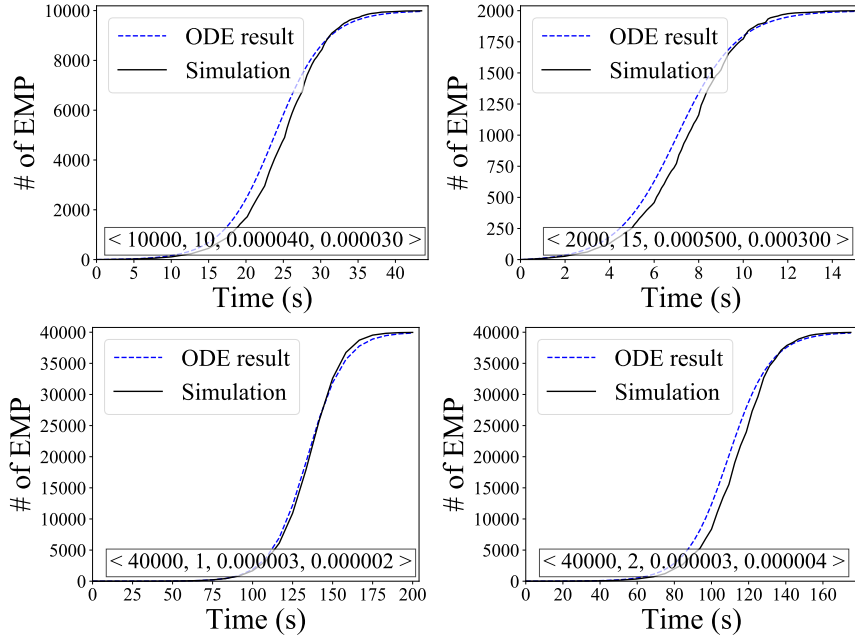 # of EMP
10000
8000
6000
4000
2000
0
ODE result
Simulation
< 10000, 10, 0.000040, 0.000030 >
0 5 10 15 20 25 30 35 40
Time (s)
# of EMP
2000
1750
1500
1250
1000
750
500
250
0
ODE result
Simulation
< 2000, 15, 0.000500, 0.000300 >
0 2 4 6 8 10 12 14
Time (s)
# of EMP
40000
35000
30000
25000
20000
15000
10000
5000
0
ODE result
Simulation
< 40000, 1, 0.000003, 0.000002 >
0 25 50 75 100 125 150 175 200
Time (s)
# of EMP
40000
35000
30000
25000
20000
15000
10000
5000
0
ODE result
Simulation
< 40000, 2, 0.000003, 0.000004 >
0 20 40 60 80 100 120 140 160
Time (s)